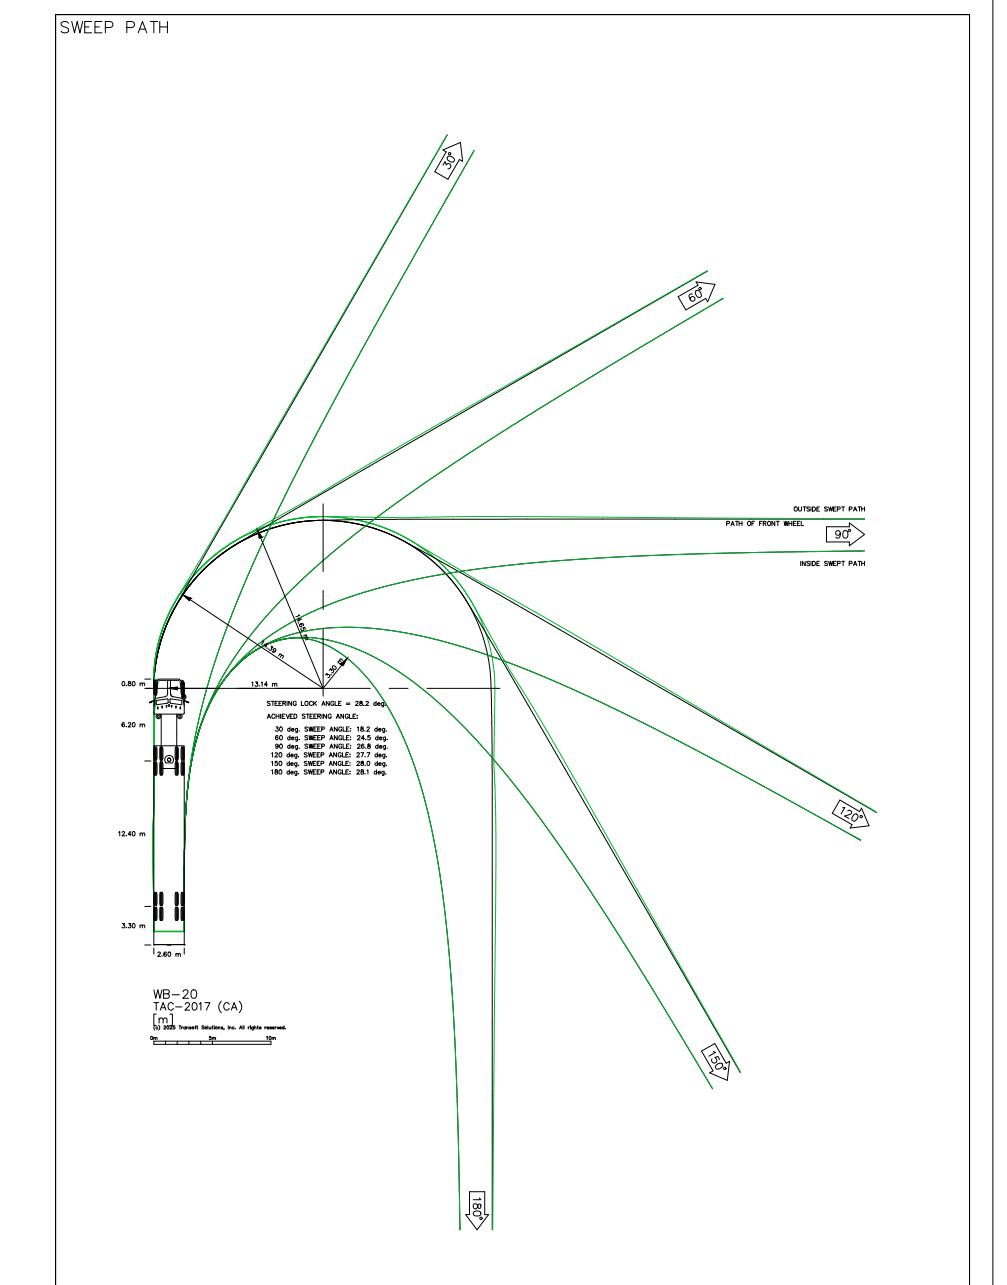 SWEEP PATH
30°
60°
OUTSIDE SWEPT PATH
PATH OF FRONT WHEEL
90°
INSIDE SWEPT PATH
14.65 m
14.39 m
3.30 m
0.80 m
13.14 m
STEERING LOCK ANGLE = 28.2 deg.
ACHIEVED STEERING ANGLE:
6.20 m
30 deg. SWEEP ANGLE: 18.2 deg.
60 deg. SWEEP ANGLE: 24.5 deg.
90 deg. SWEEP ANGLE: 26.8 deg.
120 deg. SWEEP ANGLE: 27.7 deg.
150 deg. SWEEP ANGLE: 28.0 deg.
180 deg. SWEEP ANGLE: 28.1 deg.
120°
12.40 m
3.30 m
2.60 m
WB-20
TAC-2017 (CA)
[m]
(c) 2025 Transoft Solutions, Inc. All rights reserved.
0m 5m 10m
150°
180°